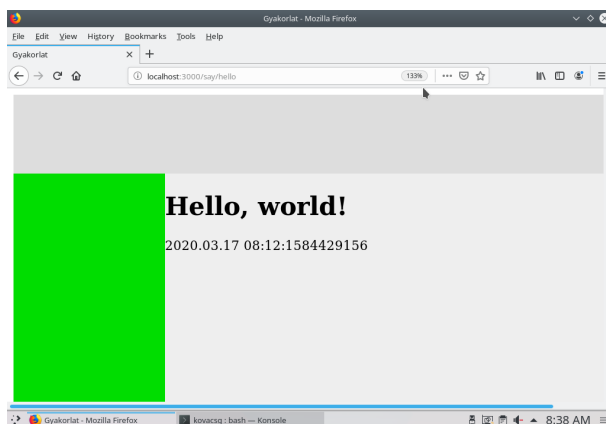 Gyakorlat - Mozilla Firefox
File Edit View History Bookmarks Tools Help
Gyakorlat
localhost:3000/say/hello 133%
Hello, world!
2020.03.17 08:12:1584429156
Gyakorlat - Mozilla Firefox kovacsg : bash — Konsole 8:38 AM